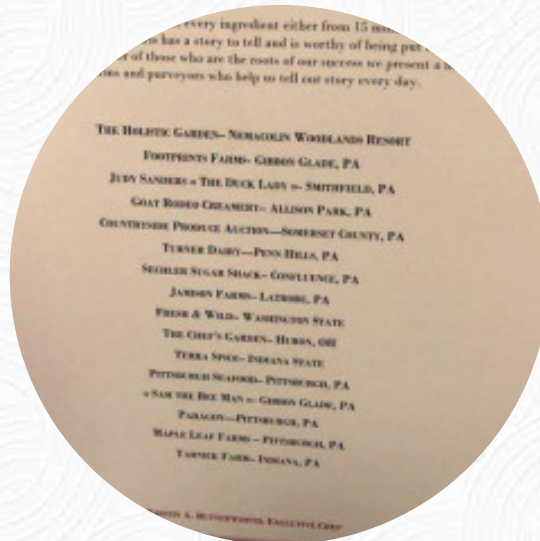 every ingredient either from 15
has a story to tell and is worthy of being put
of those who are the roots of our success we present a
and purveyors who help us tell our story every day.
THE HOLISTIC GARDEN– NEMACOLIN WOODLANDS RESORT
FOOTPRINTS FARMS– GIBBON GLADE, PA
JUDY SANDERS « THE DUCK LADY »– SMITHFIELD, PA
GOAT RODEO CREAMERY– ALLISON PARK, PA
COUNTRYSIDE PRODUCE AUCTION—SOMERSET COUNTY, PA
TURNER DAIRY—PENN HILLS, PA
SECHLER SUGAR SHACK– CONFLUENCE, PA
JAMISON FARMS– LATROBE, PA
FRESH & WILD– WASHINGTON STATE
THE CHEF'S GARDEN– HURON, OH
TERRA SPICE– INDIANA STATE
PITTSBURGH SEAFOOD– PITTSBURGH, PA
« SAM THE BEE MAN »– GIBBON GLADE, PA
PARAGON—PITTSBURGH, PA
MAPLE LEAF FARMS – PITTSBURGH, PA
YARNICK FARM– INDIANA, PA
A. BUTTERWORTH, EXECUTIVE CHEF